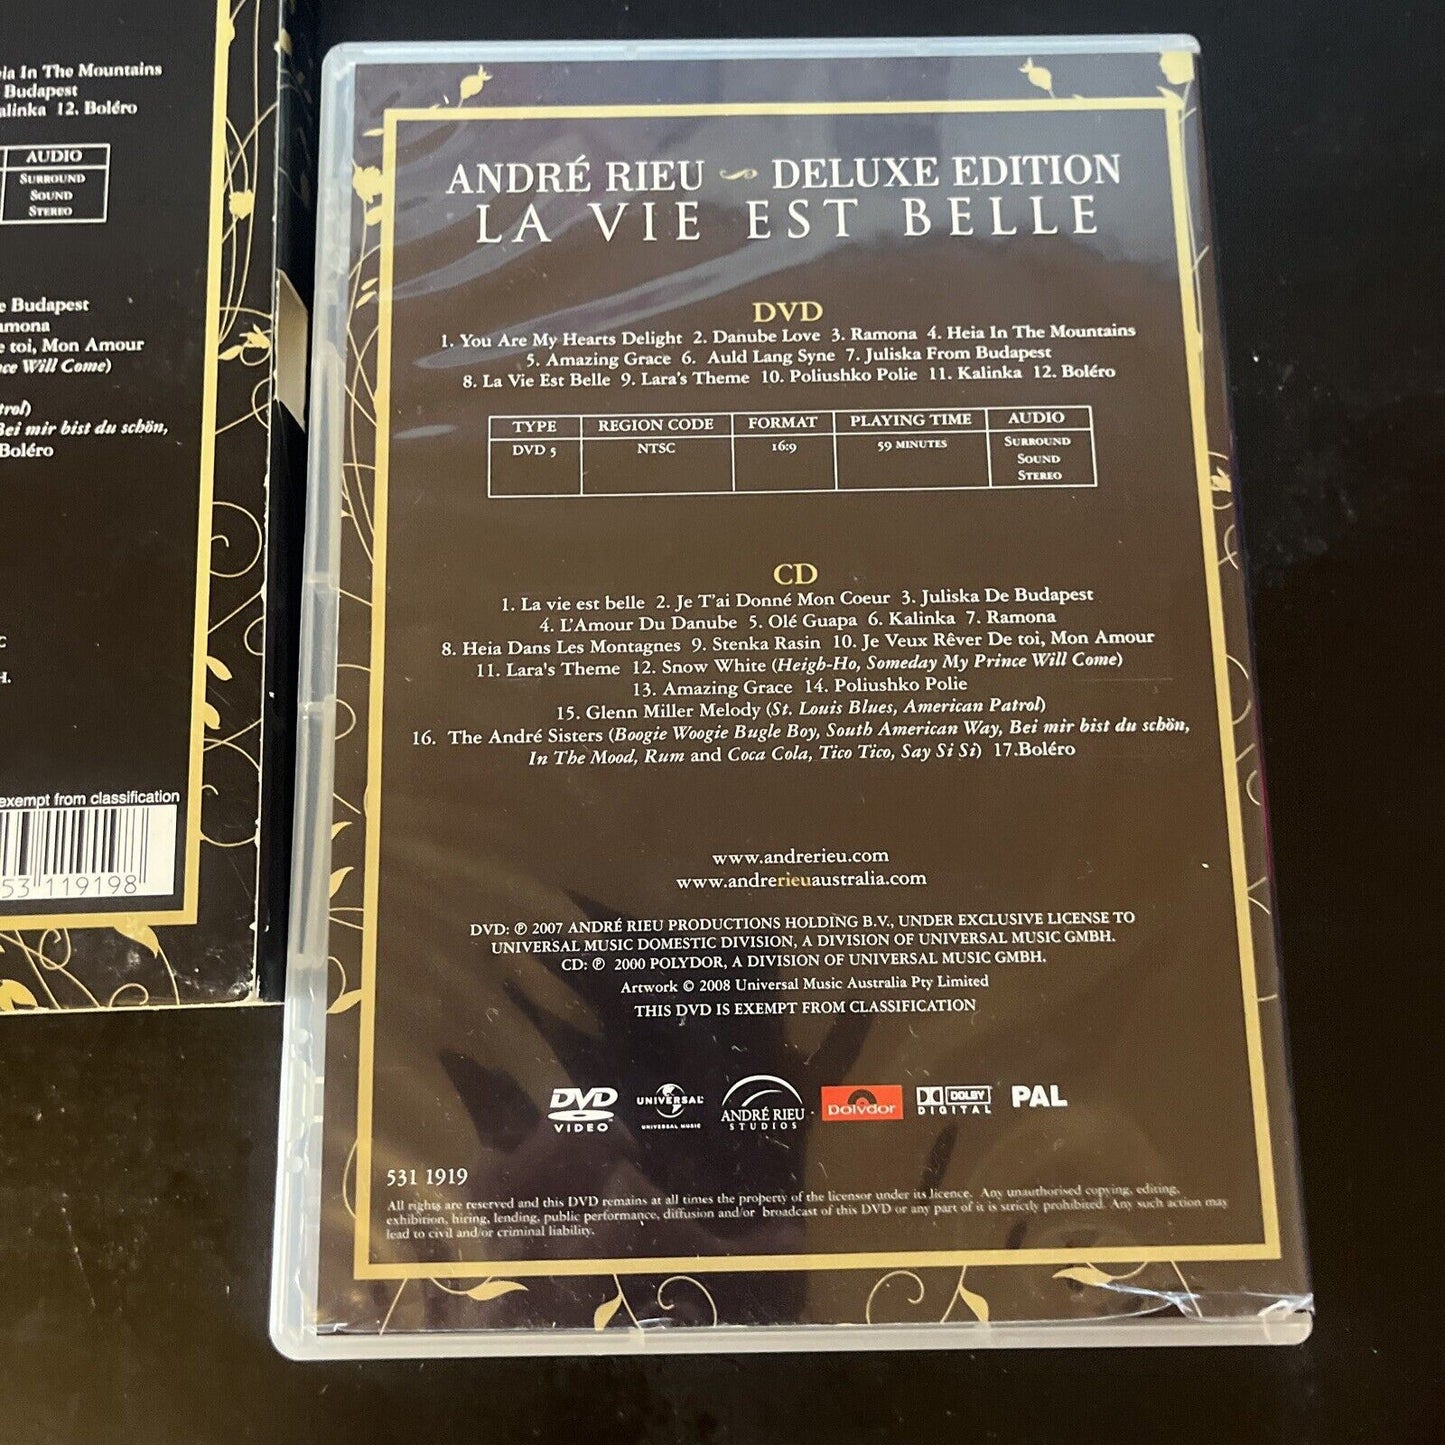 ia In The Mountains
Budapest
alinka 12. Boléro
AUDIO
SURROUND
SOUND
STEREO
e Budapest
amona
e toi, Mon Amour
ce Will Come)
trol)
Bei mir bist du schön,
Boléro
C
H.
exempt from classification
53 119198
ANDRÉ RIEU DELUXE EDITION
LA VIE EST BELLE
DVD
1. You Are My Hearts Delight 2. Danube Love 3. Ramona 4. Heia In The Mountains
5. Amazing Grace 6. Auld Lang Syne 7. Juliska From Budapest
8. La Vie Est Belle 9. Lara's Theme 10. Poliushko Polie 11. Kalinka 12. Boléro
TYPE REGION CODE FORMAT PLAYING TIME AUDIO
DVD 5 NTSC 16:9 59 MINUTES SURROUND
SOUND
STEREO
CD
1. La vie est belle 2. Je T'ai Donné Mon Coeur 3. Juliska De Budapest
4. L'Amour Du Danube 5. Olé Guapa 6. Kalinka 7. Ramona
8. Heia Dans Les Montagnes 9. Stenka Rasin 10. Je Veux Rêver De toi, Mon Amour
11. Lara's Theme 12. Snow White (Heigh-Ho, Someday My Prince Will Come)
13. Amazing Grace 14. Poliushko Polie
15. Glenn Miller Melody (St. Louis Blues, American Patrol)
16. The André Sisters (Boogie Woogie Bugle Boy, South American Way, Bei mir bist du schön,
In The Mood, Rum and Coca Cola, Tico Tico, Say Si Si) 17.Boléro
www.andrerieu.com
www.andrerieuaustralia.com
DVD: ℗ 2007 ANDRÉ RIEU PRODUCTIONS HOLDING B.V., UNDER EXCLUSIVE LICENSE TO
UNIVERSAL MUSIC DOMESTIC DIVISION, A DIVISION OF UNIVERSAL MUSIC GMBH.
CD: ℗ 2000 POLYDOR, A DIVISION OF UNIVERSAL MUSIC GMBH.
Artwork © 2008 Universal Music Australia Pty Limited
THIS DVD IS EXEMPT FROM CLASSIFICATION
DVD VIDEO™ UNIVERSAL UNIVERSAL MUSIC ANDRÉ RIEU STUDIOS Polydor DOLBY DIGITAL PAL
531 1919
All rights are reserved and this DVD remains at all times the property of the licensor under its licence. Any unauthorised copying, editing,
exhibition, hiring, lending, public performance, diffusion and/or broadcast of this DVD or any part of it is strictly prohibited. Any such action may
lead to civil and/or criminal liability.